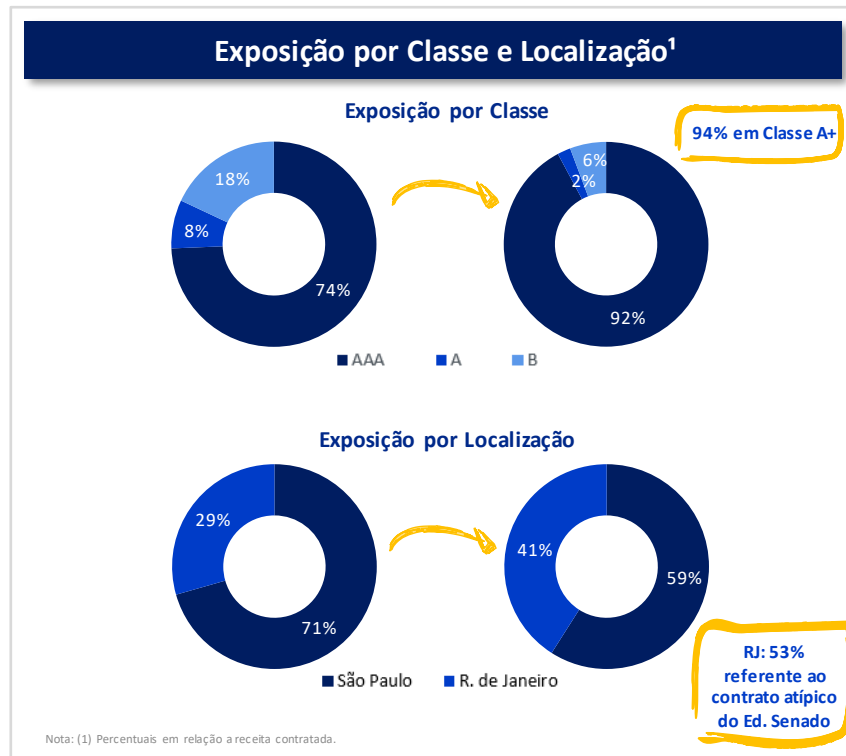 Exposição por Classe e Localização¹
Exposição por Classe
94% em Classe A+
18%
8%
74%
6%
2%
92%
AAA
A
B
Exposição por Localização
29%
71%
41%
59%
São Paulo
R. de Janeiro
RJ: 53%
referente ao
contrato atípico
do Ed. Senado
Nota: (1) Percentuais em relação a receita contratada.